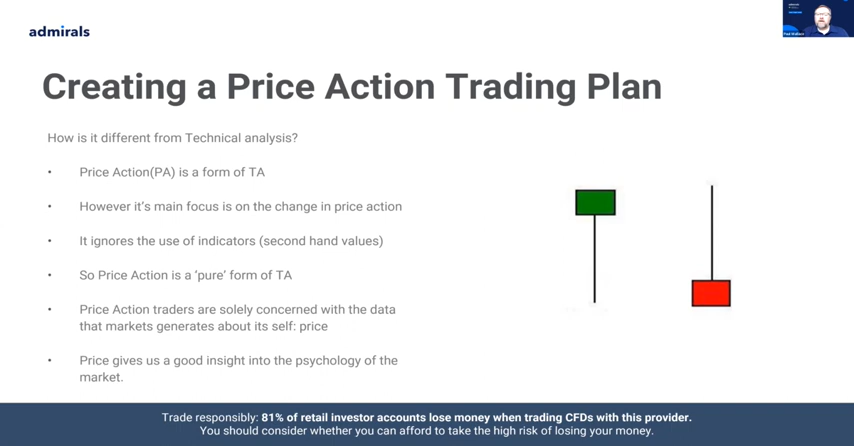 admirals
Creating a Price Action Trading Plan
How is it different from Technical analysis?
• Price Action(PA) is a form of TA
• However it's main focus is on the change in price action
• It ignores the use of indicators (second hand values)
• So Price Action is a 'pure' form of TA
• Price Action traders are solely concerned with the data
that markets generates about its self: price
• Price gives us a good insight into the psychology of the
market.
Trade responsibly: 81% of retail investor accounts lose money when trading CFDs with this provider.
You should consider whether you can afford to take the high risk of losing your money.